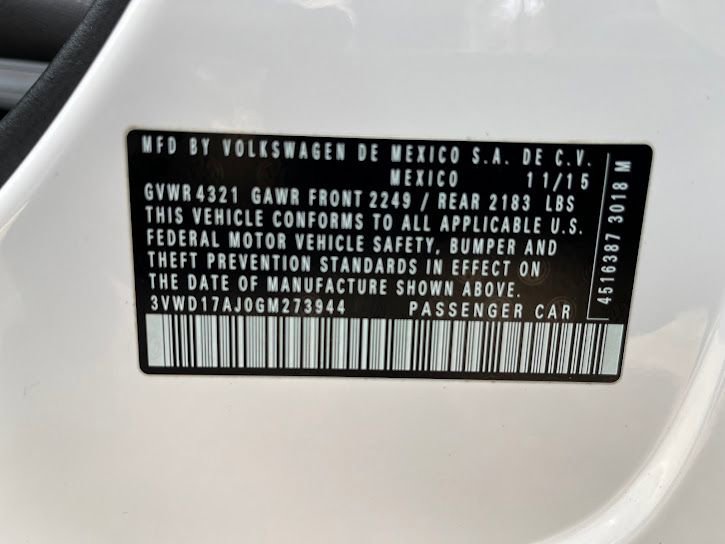 MFD BY VOLKSWAGEN DE MEXICO S.A. DE C.V.
MEXICO 11/15
GVWR 4321 GAWR FRONT 2249 / REAR 2183 LBS
THIS VEHICLE CONFORMS TO ALL APPLICABLE U.S.
FEDERAL MOTOR VEHICLE SAFETY, BUMPER AND
THEFT PREVENTION STANDARDS IN EFFECT ON
THE DATE OF MANUFACTURE SHOWN ABOVE.
3VWD17AJ0GM273944 PASSENGER CAR
4516387 3018 M